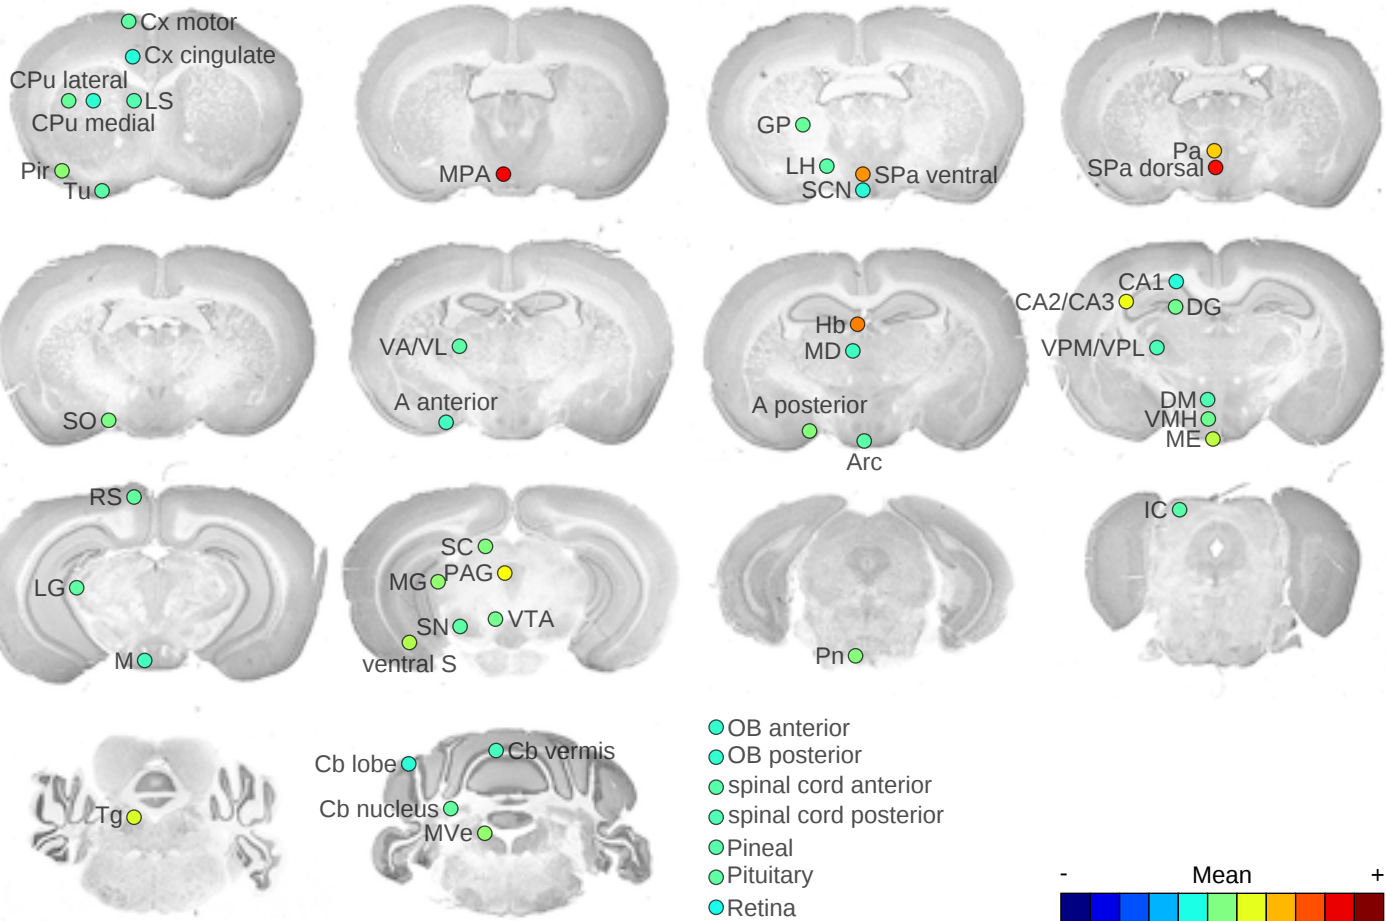 Cx motor
Cx cingulate
CPu lateral
LS
CPu medial
Pir
Tu
MPA
GP
LH
SPa ventral
SCN
Pa
SPa dorsal
SO
VA/VL
A anterior
Hb
MD
A posterior
Arc
CA1
CA2/CA3
DG
VPM/VPL
DM
VMH
ME
RS
LG
M
SC
PAG
MG
VTA
SN
ventral S
Pn
IC
Tg
Cb vermis
Cb lobe
Cb nucleus
MVe
OB anterior
OB posterior
spinal cord anterior
spinal cord posterior
Pineal
Pituitary
Retina
- Mean +